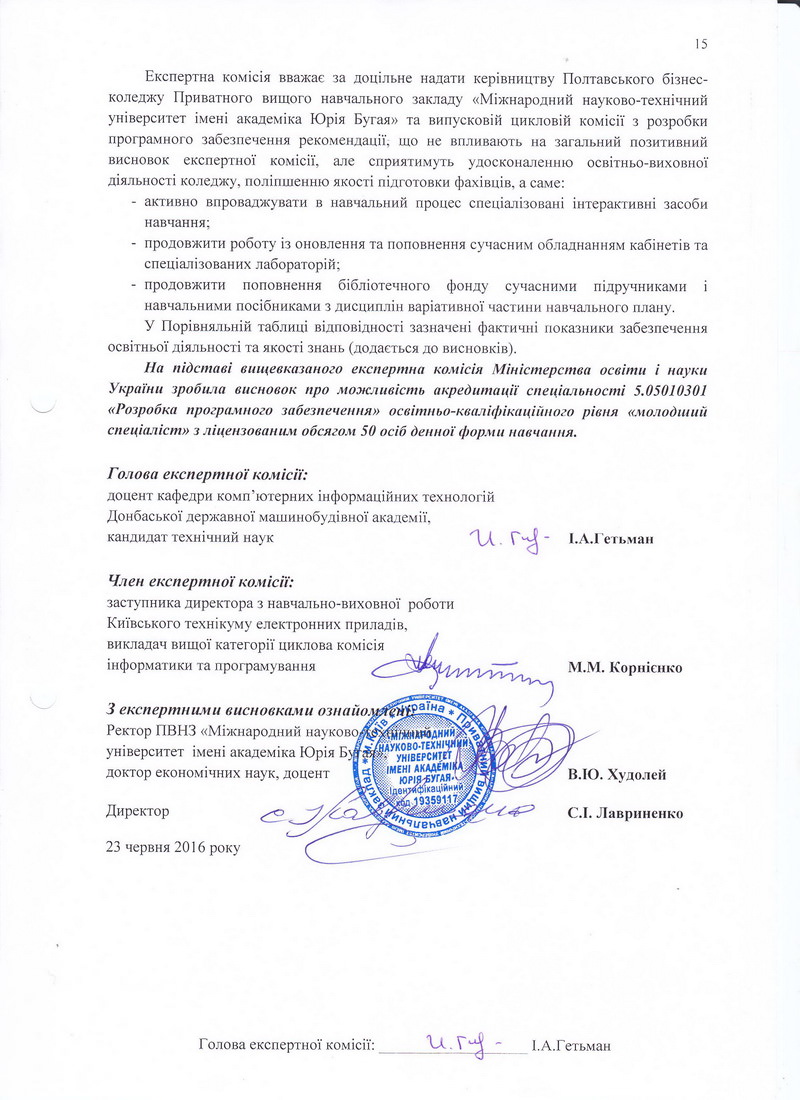 15
Експертна комісія вважає за доцільне надати керівництву Полтавського бізнес-
коледжу Приватного вищого навчального закладу «Міжнародний науково-технічний
університет імені академіка Юрія Бугая» та випусковій цикловій комісії з розробки
програмного забезпечення рекомендації, що не впливають на загальний позитивний
висновок експертної комісії, але сприятимуть удосконаленню освітньо-виховної
діяльності коледжу, поліпшенню якості підготовки фахівців, а саме:
- активно впроваджувати в навчальний процес спеціалізовані інтерактивні засоби
навчання;
- продовжити роботу із оновлення та поповнення сучасним обладнанням кабінетів та
спеціалізованих лабораторій;
- продовжити поповнення бібліотечного фонду сучасними підручниками і
навчальними посібниками з дисциплін варіативної частини навчального плану.
У Порівняльній таблиці відповідності зазначені фактичні показники забезпечення
освітньої діяльності та якості знань (додається до висновків).
На підставі вищевказаного експертна комісія Міністерства освіти і науки
України зробила висновок про можливість акредитації спеціальності 5.05010301
«Розробка програмного забезпечення» освітньо-кваліфікаційного рівня «молодший
спеціаліст» з ліцензованим обсягом 50 осіб денної форми навчання.
Голова експертної комісії:
доцент кафедри комп’ютерних інформаційних технологій
Донбаської державної машинобудівної академії,
кандидат технічний наук І.А.Гетьман
Член експертної комісії:
заступника директора з навчально-виховної роботи
Київського технікуму електронних приладів,
викладач вищої категорії циклова комісія
інформатики та програмування М.М. Корнієнко
З експертними висновками ознайомлені:
Ректор ПВНЗ «Міжнародний науково-технічний
університет імені академіка Юрія Бугая»,
доктор економічних наук, доцент В.Ю. Худолей
Директор С.І. Лавриненко
23 червня 2016 року
м.Київ * Україна * Приватний вищий навчальний заклад *
МІЖНАРОДНИЙ
НАУКОВО-ТЕХНІЧНИЙ
УНІВЕРСИТЕТ
ІМЕНІ АКАДЕМІКА
ЮРІЯ БУГАЯ
Ідентифікаційний
код 19359117
Голова експертної комісії: І.А.Гетьман